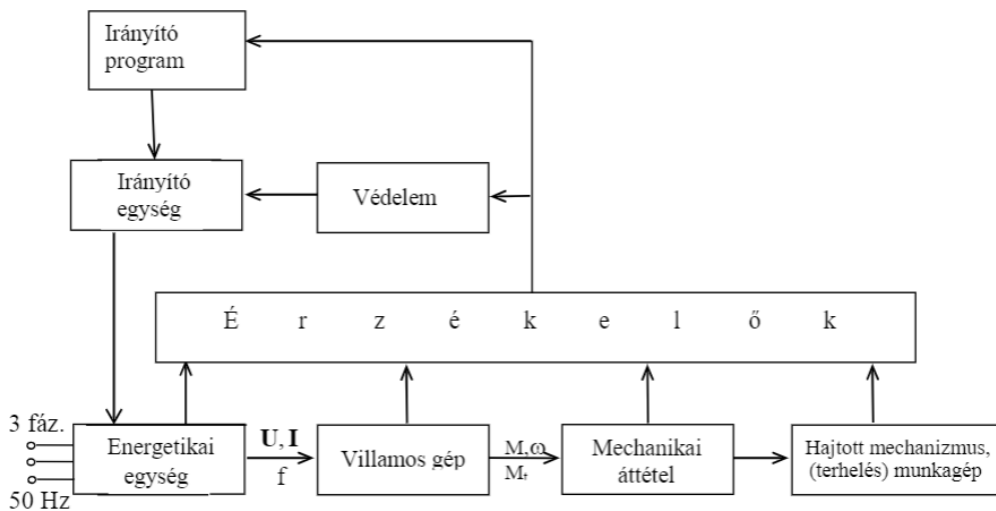 Irányító
program
Irányító
egység
Védelem
É r z é k e l ő k
3 fáz.
50 Hz
Energetikai
egység
U, I
f
Villamos gép
M,ω
Mₜ
Mechanikai
áttétel
Hajtott mechanizmus,
(terhelés) munkagép